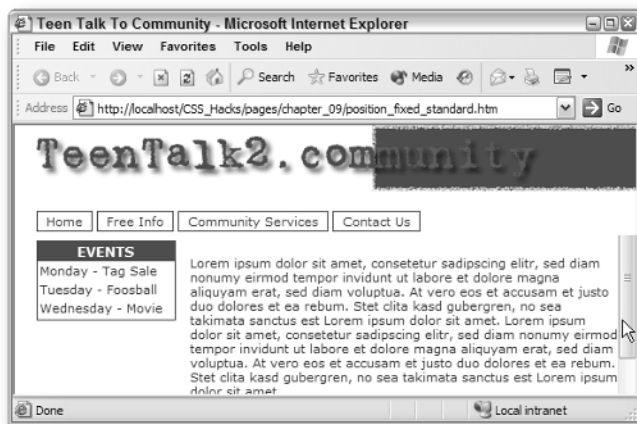 Teen Talk To Community - Microsoft Internet Explorer
File Edit View Favorites Tools Help
Back Search Favorites Media
Address http://localhost/CSS_Hacks/pages/chapter_09/position_fixed_standard.htm Go
TeenTalk2.community
Home Free Info Community Services Contact Us
EVENTS
Monday - Tag Sale
Tuesday - Foosball
Wednesday - Movie
Lorem ipsum dolor sit amet, consetetur sadipscing elitr, sed diam
nonumy eirmod tempor invidunt ut labore et dolore magna
aliquyam erat, sed diam voluptua. At vero eos et accusam et justo
duo dolores et ea rebum. Stet clita kasd gubergren, no sea
takimata sanctus est Lorem ipsum dolor sit amet. Lorem ipsum
dolor sit amet, consetetur sadipscing elitr, sed diam nonumy eirmod
tempor invidunt ut labore et dolore magna aliquyam erat, sed diam
voluptua. At vero eos et accusam et justo duo dolores et ea rebum.
Stet clita kasd gubergren, no sea takimata sanctus est Lorem ipsum
dolor sit amet.
Done Local intranet